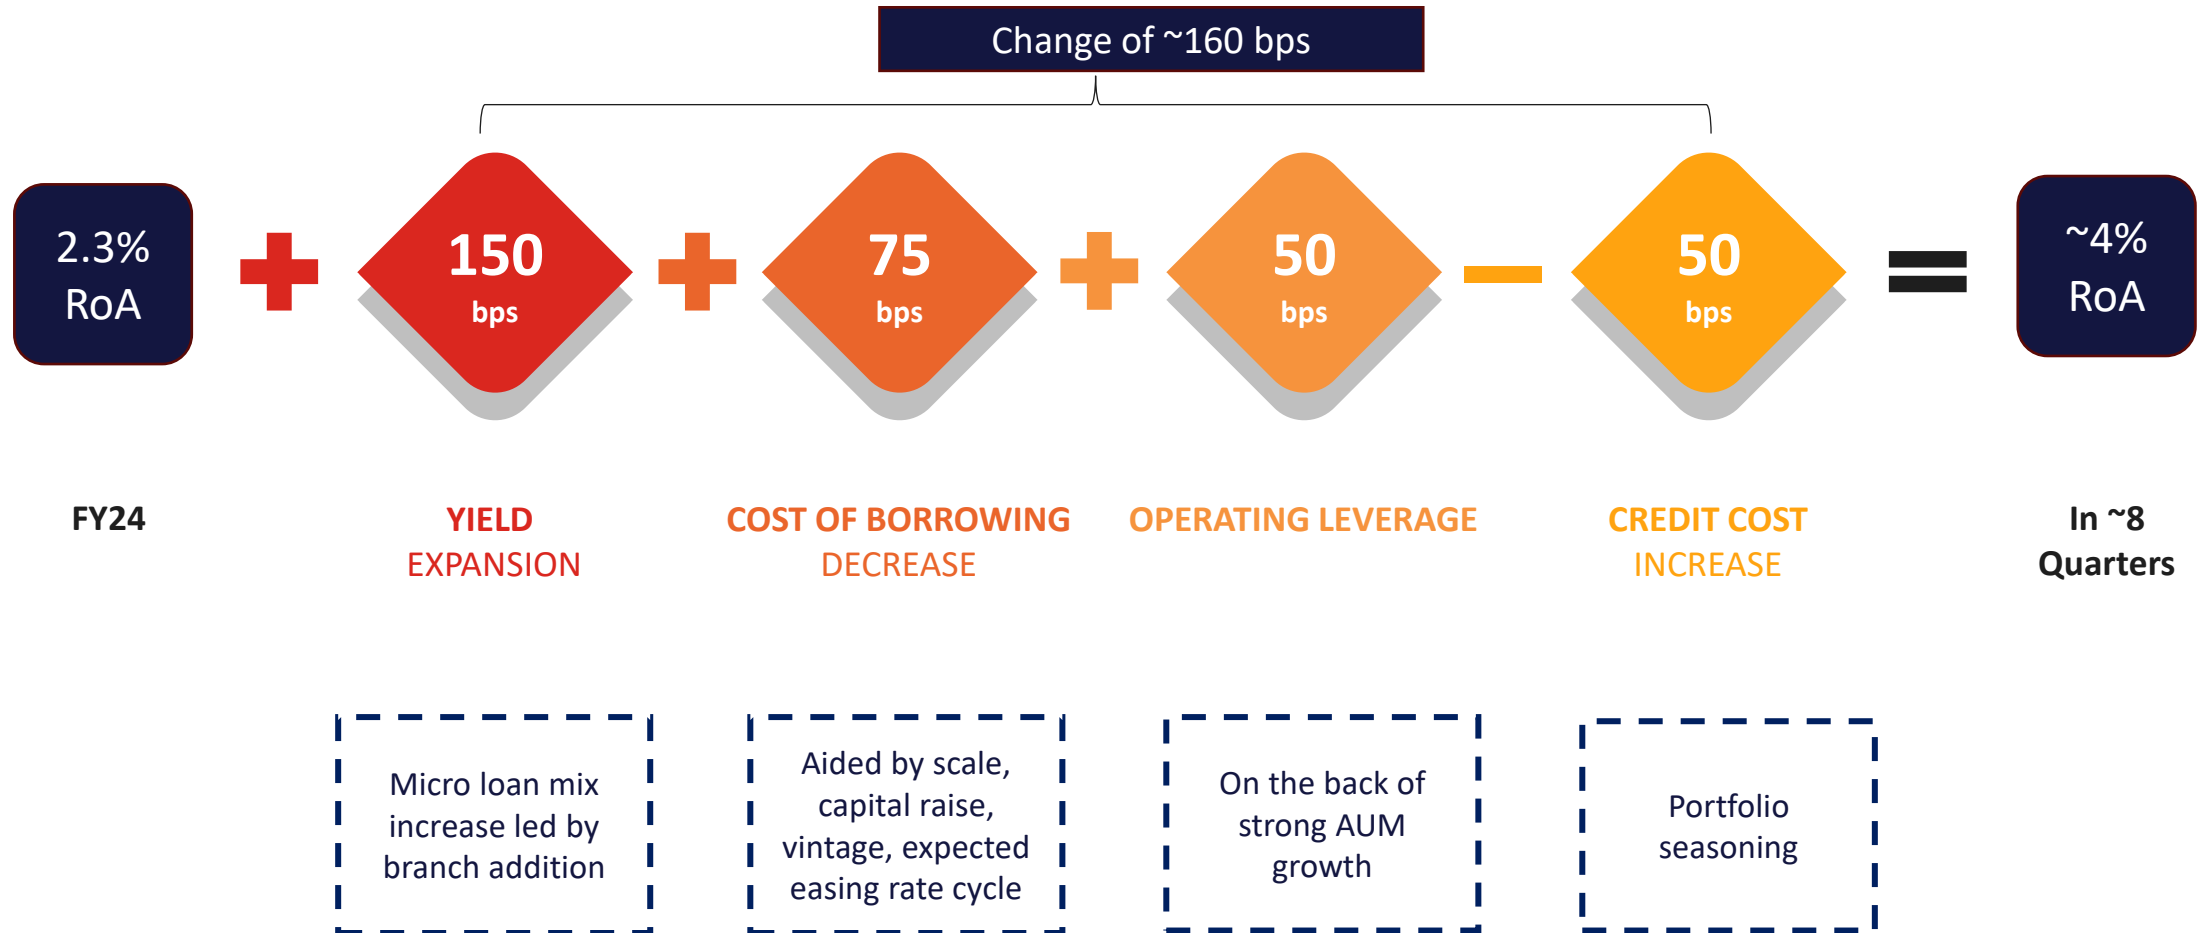 Change of ~160 bps
2.3%
RoA
150
bps
75
bps
50
bps
50
bps
~4%
RoA
FY24
YIELD
EXPANSION
COST OF BORROWING
DECREASE
OPERATING LEVERAGE
CREDIT COST
INCREASE
In ~8
Quarters
Micro loan mix
increase led by
branch addition
Aided by scale,
capital raise,
vintage, expected
easing rate cycle
On the back of
strong AUM
growth
Portfolio
seasoning